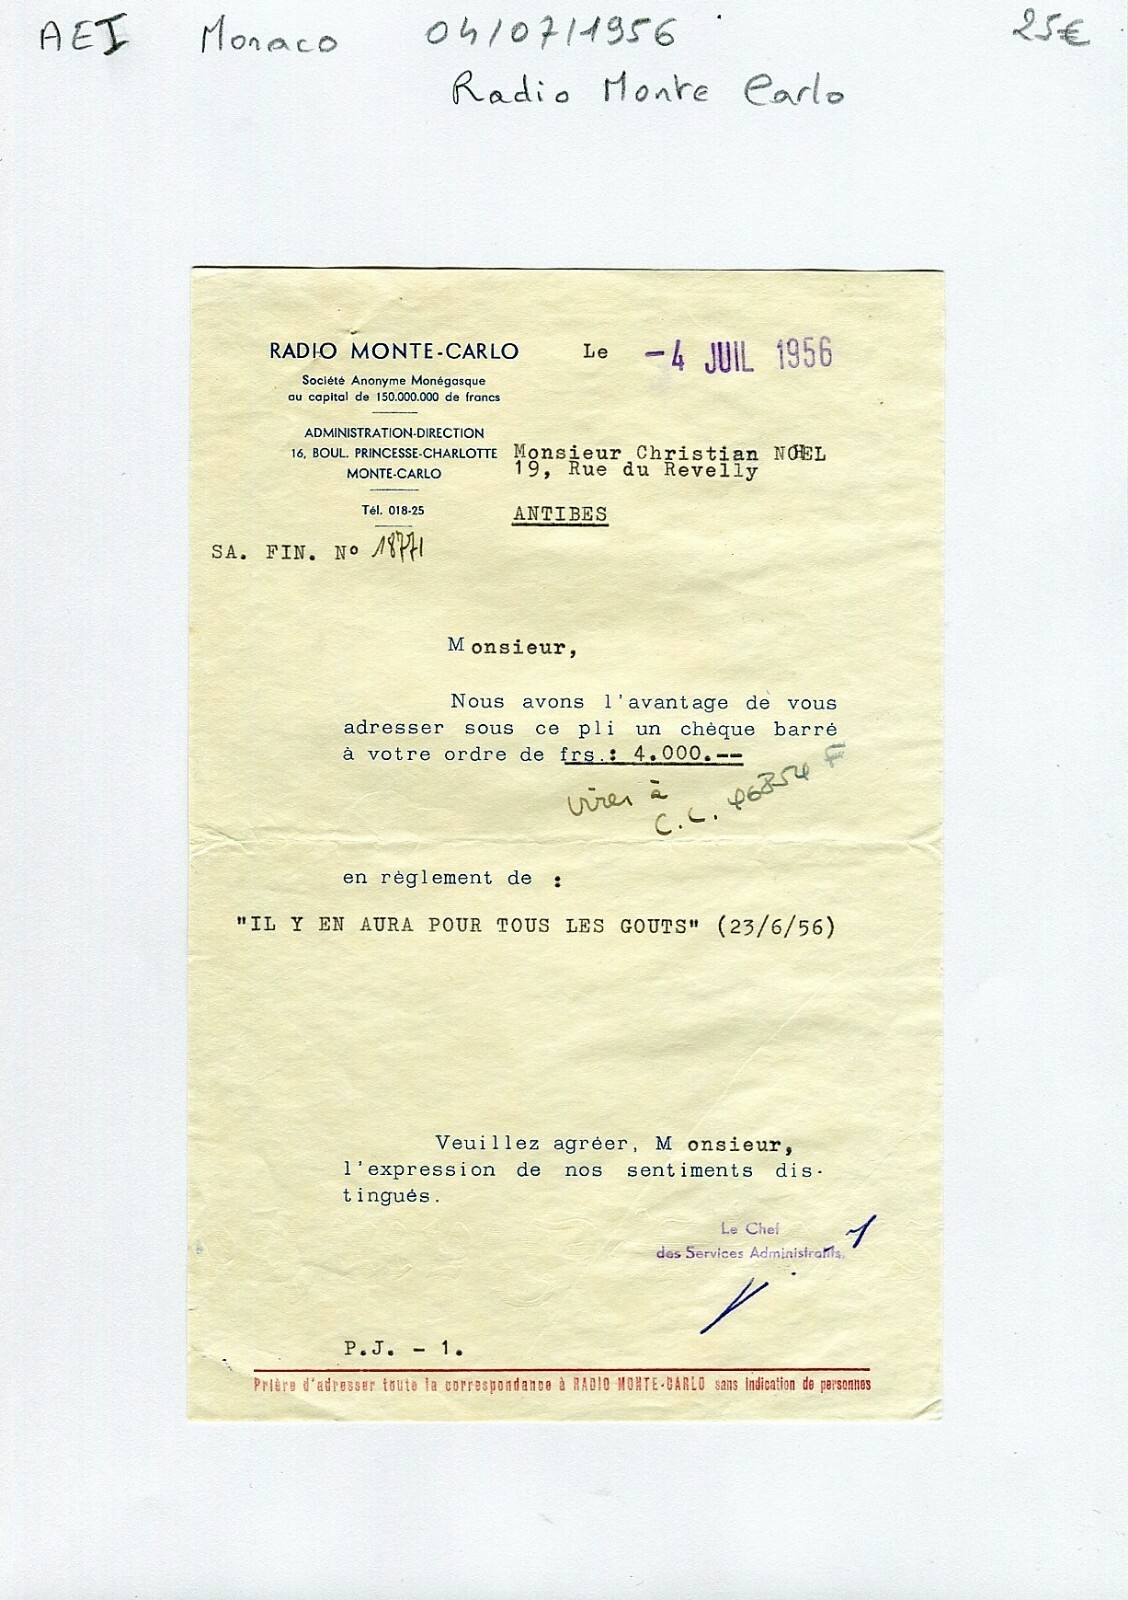 AEI Monaco 04/07/1956 25€
Radio Monte Carlo
RADIO MONTE-CARLO
Société Anonyme Monégasque
au capital de 150.000.000 de francs
ADMINISTRATION-DIRECTION
16, BOUL. PRINCESSE-CHARLOTTE
MONTE-CARLO
Tél. 018-25
SA. FIN. No 18771
Le -4 JUIL 1956
Monsieur Christian NOHEL
19, Rue du Revelly
ANTIBES
Monsieur,
Nous avons l'avantage de vous
adresser sous ce pli un chèque barré
à votre ordre de frs.: 4.000.--
virer à
C.C.
en règlement de :
"IL Y EN AURA POUR TOUS LES GOUTS" (23/6/56)
Veuillez agréer, Monsieur,
l'expression de nos sentiments dis-
tingués.
Le Chef
des Services Administratifs,
P.J. - 1.
Prière d'adresser toute la correspondance à RADIO MONTE-CARLO sans indication de personnes